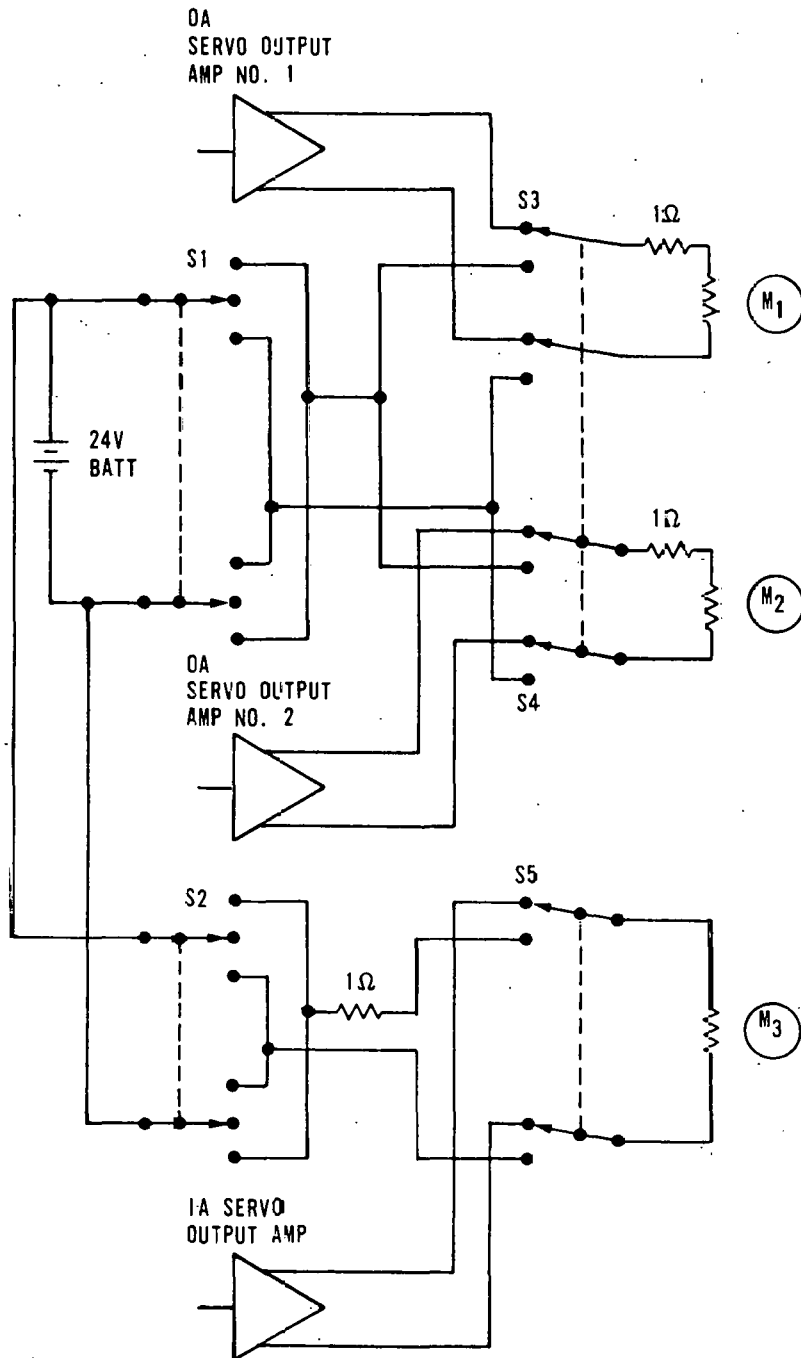 OA
SERVO OUTPUT
AMP NO. 1
S3
1Ω
S1
M1
24V
BATT
1Ω
M2
OA
SERVO OUTPUT
AMP NO. 2
S4
S2
S5
1Ω
M3
IA SERVO
OUTPUT AMP